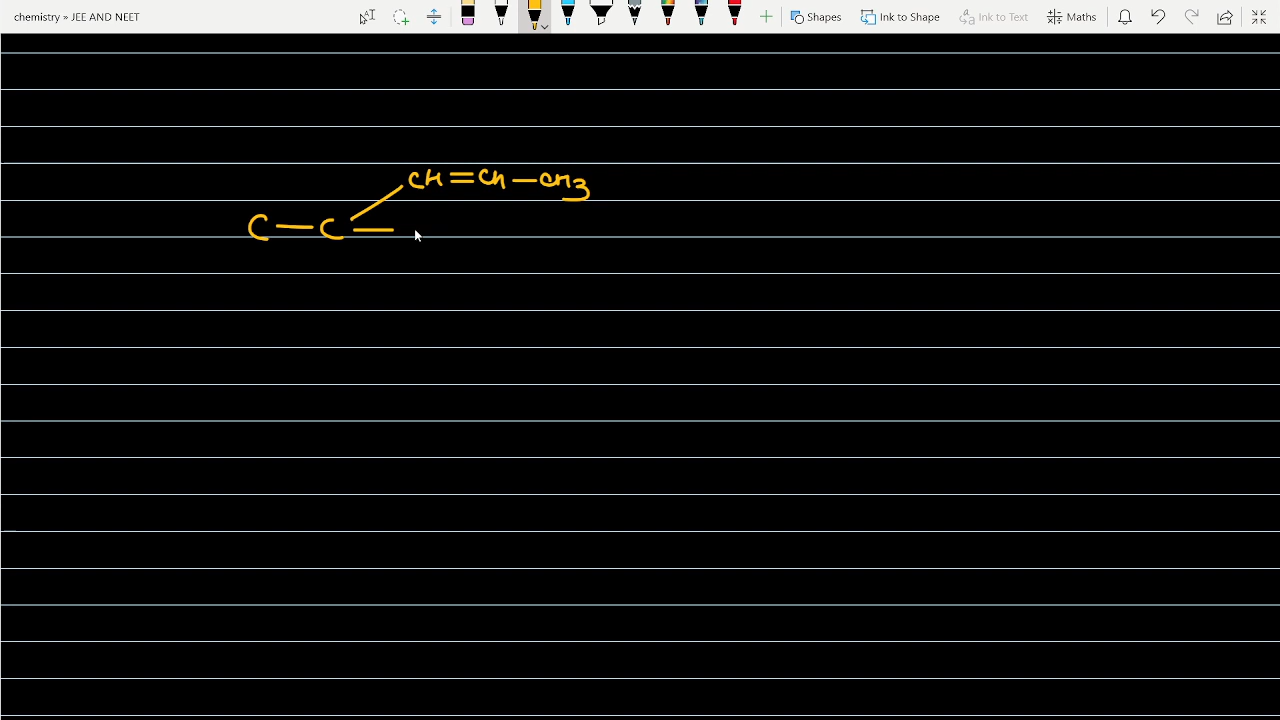 chemistry » JEE AND NEET
Shapes
Ink to Shape
Ink to Text
Maths
CH=CH-CH3
C-C-